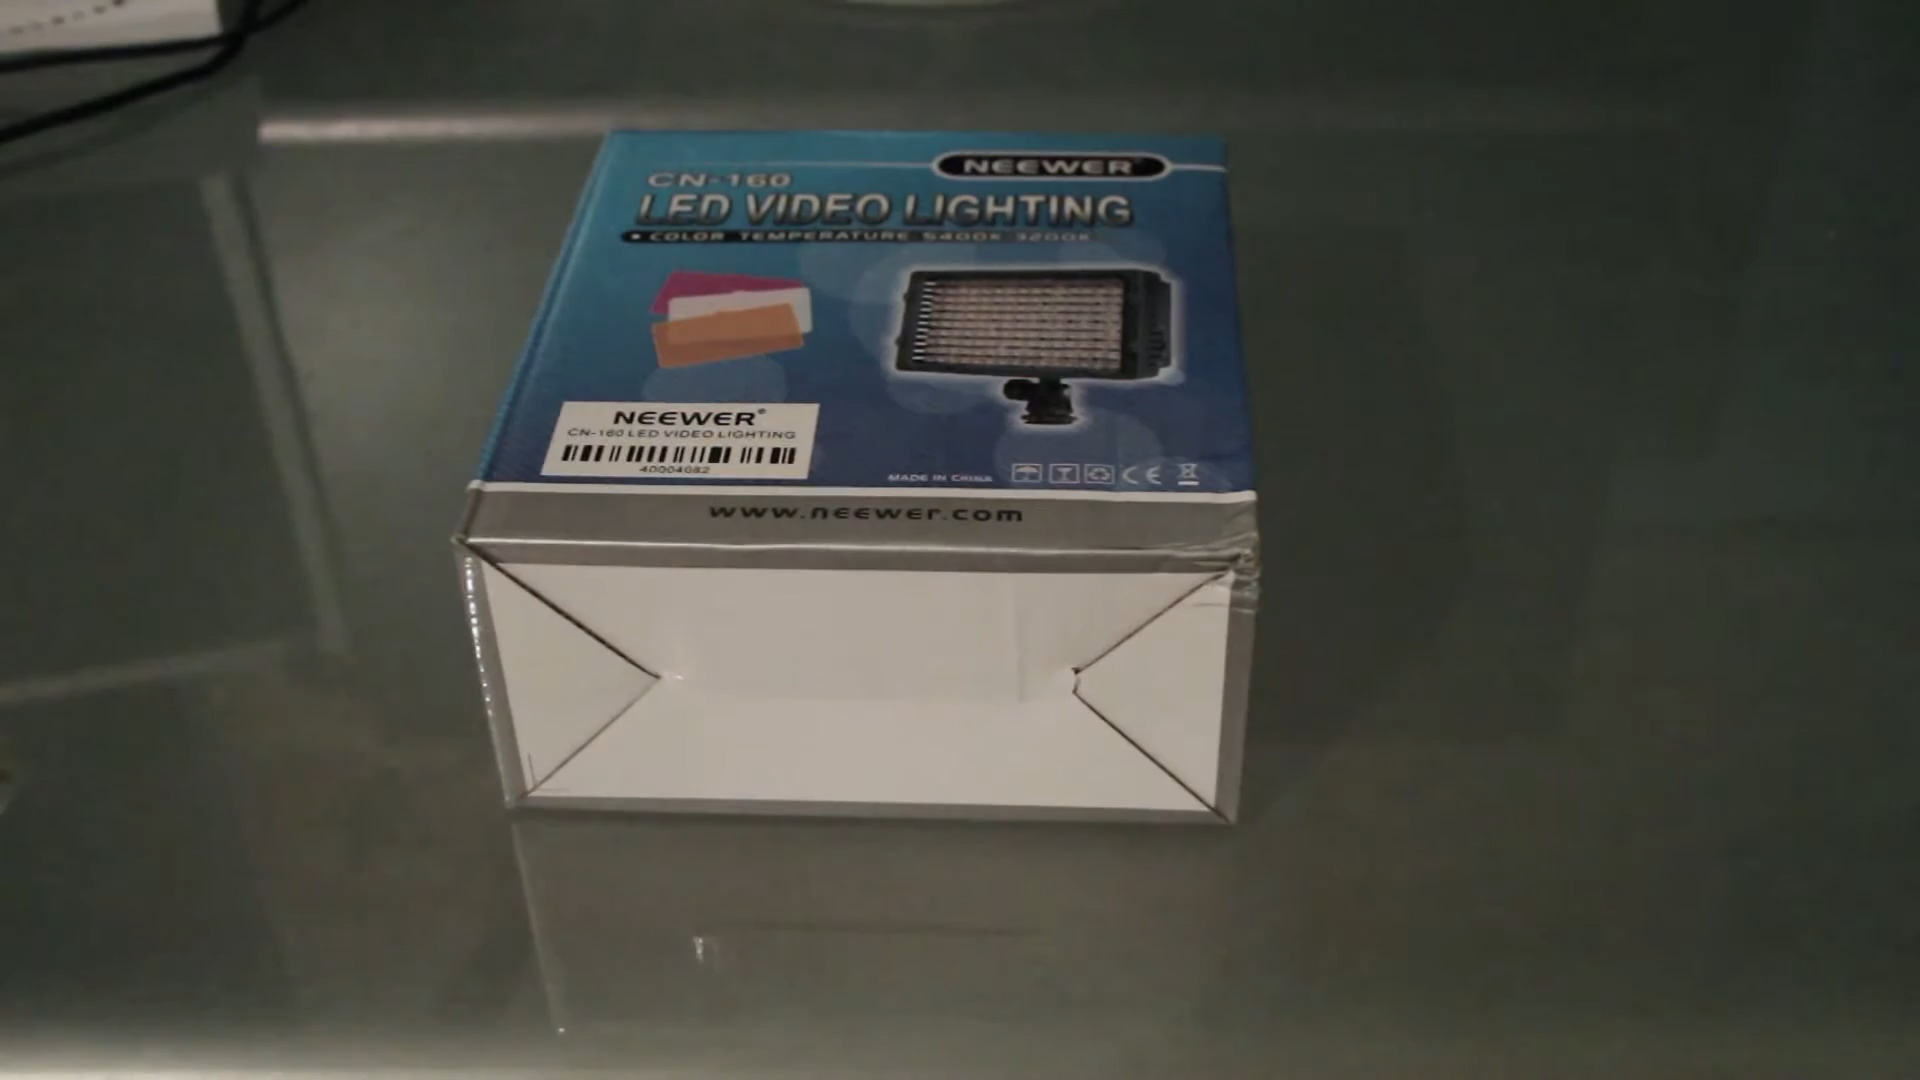 NEEWER®
CN-160
LED VIDEO LIGHTING
COLOR TEMPERATURE 5400K 3200K
NEEWER®
CN-160 LED VIDEO LIGHTING
40004082
MADE IN CHINA
CE
www.neewer.com